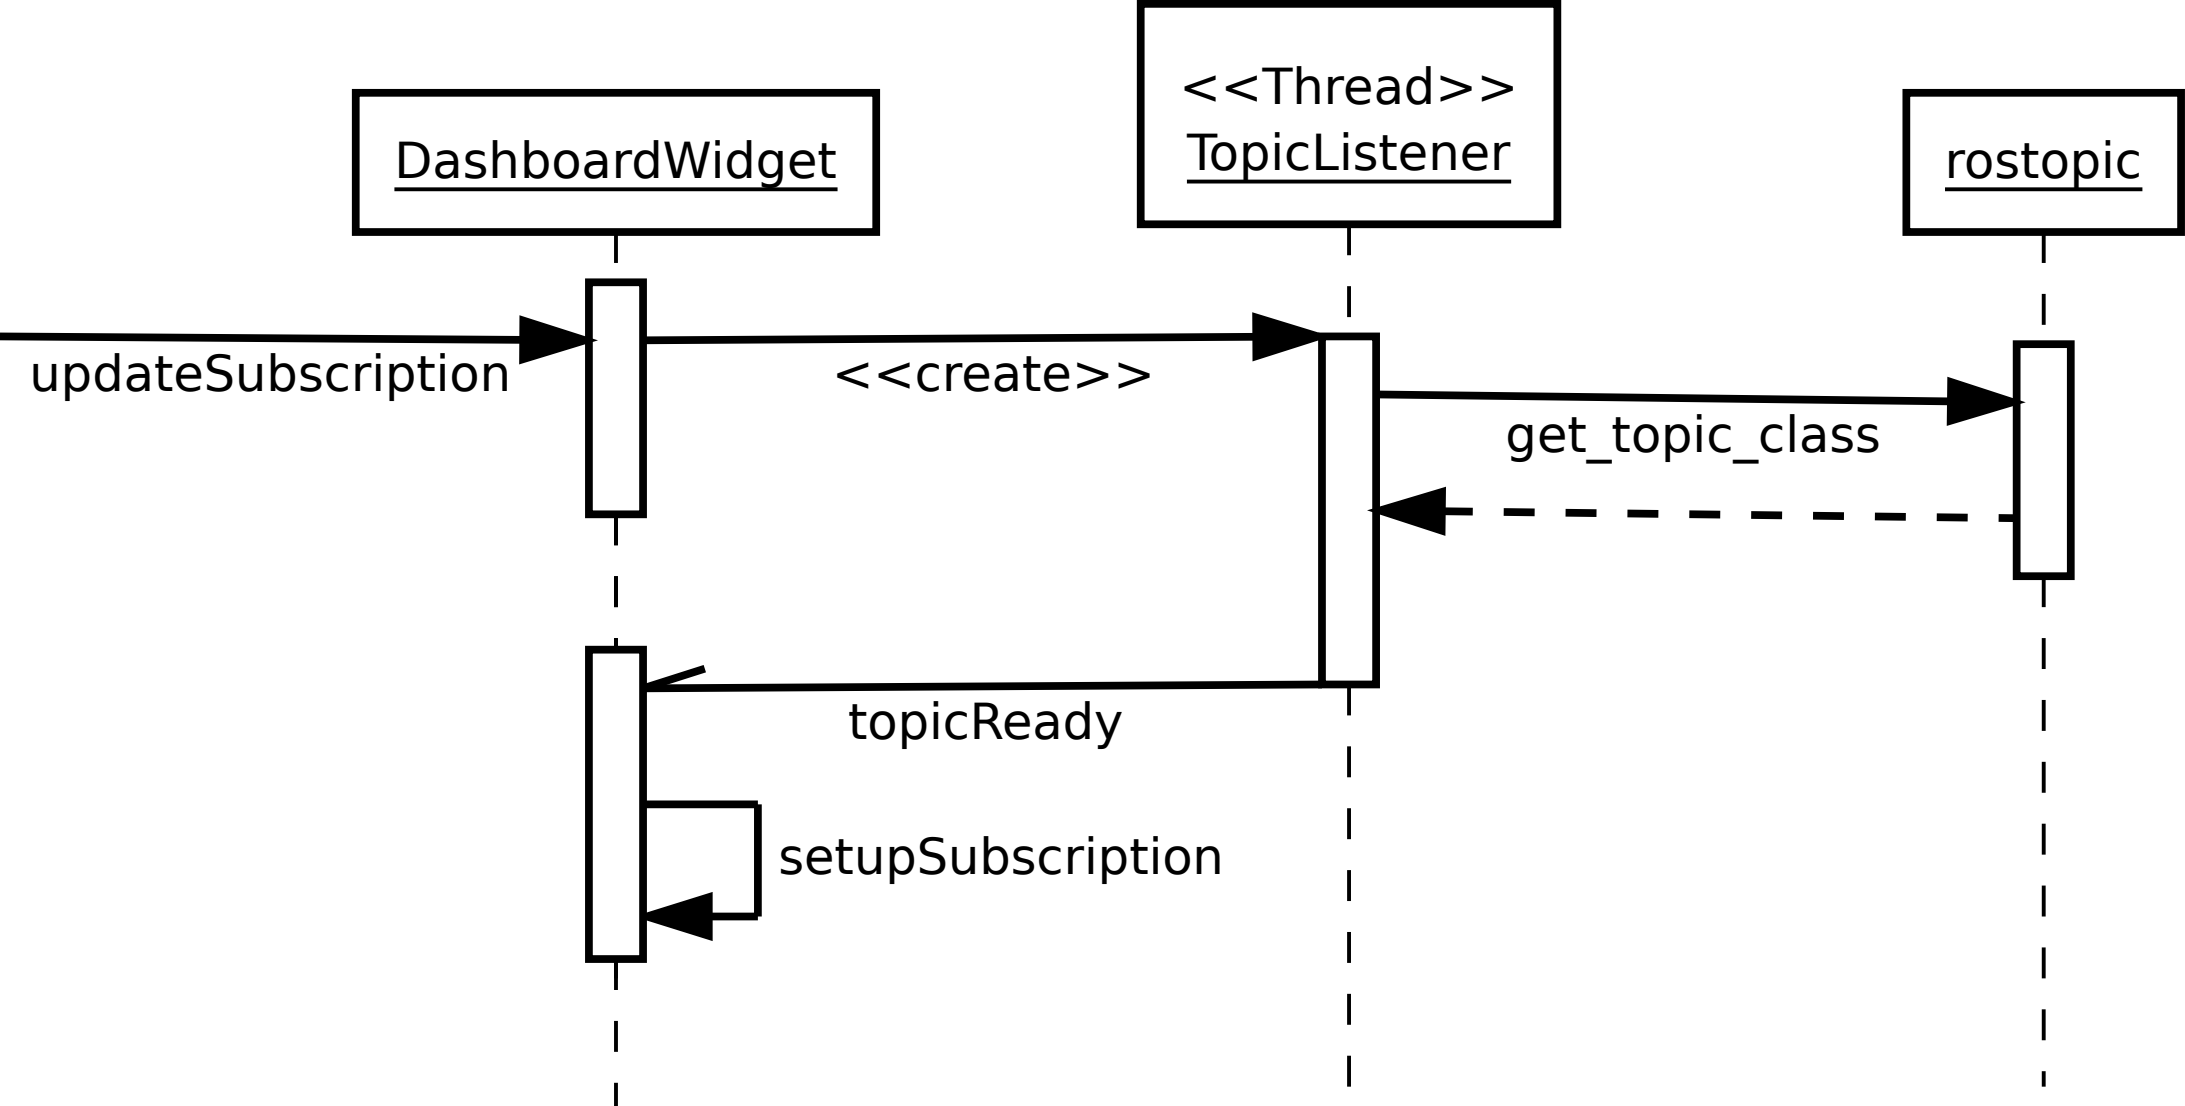 <<Thread>>
TopicListener
DashboardWidget
rostopic
updateSubscription
<<create>>
get_topic_class
topicReady
setupSubscription